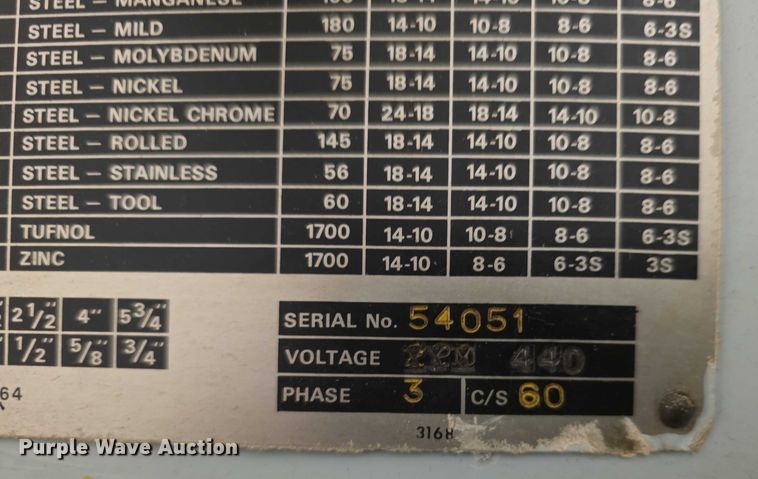 STEEL — MANGANESE
STEEL — MILD 180 14-10 10-8 8-6 6-3S
STEEL — MOLYBDENUM 75 18-14 14-10 10-8 8-6
STEEL — NICKEL 75 18-14 14-10 10-8 8-6
STEEL — NICKEL CHROME 70 24-18 18-14 14-10 10-8
STEEL — ROLLED 145 18-14 14-10 10-8 8-6
STEEL — STAINLESS 56 18-14 14-10 10-8 8-6
STEEL — TOOL 60 18-14 14-10 10-8 8-6
TUFNOL 1700 14-10 10-8 8-6 6-3S
ZINC 1700 14-10 8-6 6-3S 3S
2 1/2" 4" 5 3/4"
1/2" 5/8" 3/4"
SERIAL No. 54051
VOLTAGE 440
PHASE 3 C/S 60
64
3168
Purple Wave Auction